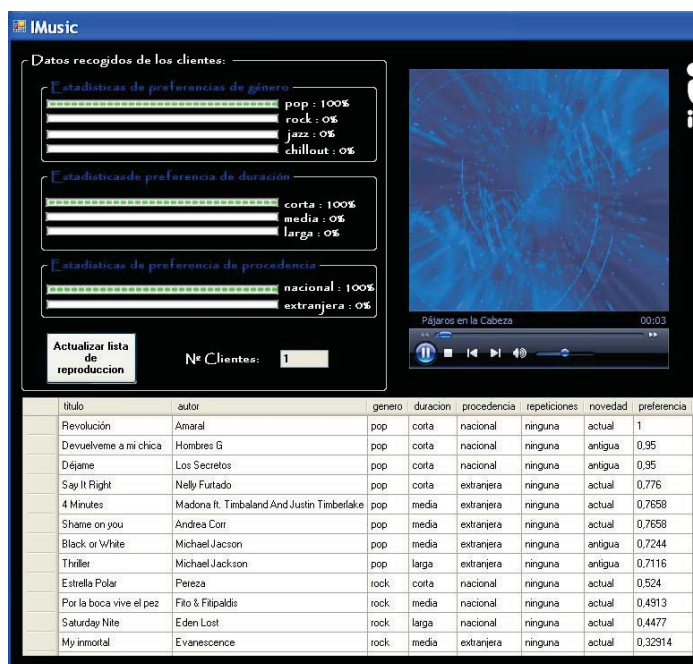 IMusic
Datos recogidos de los clientes:
Estadisticas de preferencias de género
pop : 100%
rock : 0%
jazz : 0%
chillout : 0%
Estadisticasde preferencia de duración
corta : 100%
media : 0%
larga : 0%
Estadisticas de preferencia de procedencia
nacional : 100%
extranjera : 0%
Actualizar lista
de
reproduccion
Nº Clientes: 1
Pájaros en la Cabeza 00:03
titulo autor genero duracion procedencia repeticiones novedad preferencia
Revolución Amaral pop corta nacional ninguna actual 1
Devuelveme a mi chica Hombres G pop corta nacional ninguna antigua 0,95
Déjame Los Secretos pop corta nacional ninguna antigua 0,95
Say It Right Nelly Furtado pop corta extranjera ninguna actual 0,776
4 Minutes Madona ft. Timbaland And Justin Timberlake pop media extranjera ninguna actual 0,7658
Shame on you Andrea Corr pop media extranjera ninguna actual 0,7658
Black or White Michael Jacson pop media extranjera ninguna antigua 0,7244
Thriller Michael Jackson pop larga extranjera ninguna antigua 0,7116
Estrella Polar Pereza rock corta nacional ninguna actual 0,524
Por la boca vive el pez Fito & Fitipaldis rock media nacional ninguna actual 0,4913
Saturday Nite Eden Lost rock larga nacional ninguna actual 0,4477
My inmortal Evanescence rock media extranjera ninguna actual 0,32914